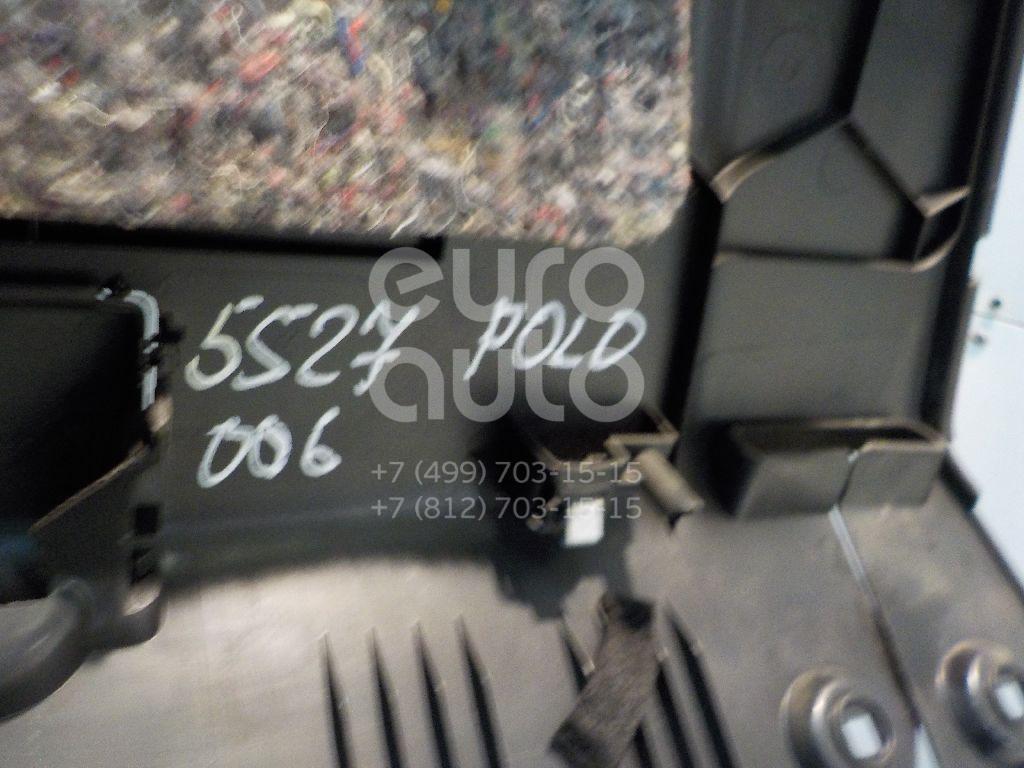 euro
auto
5527 POLO
006
+7 (499) 703-15-15
+7 (812) 703-15-15